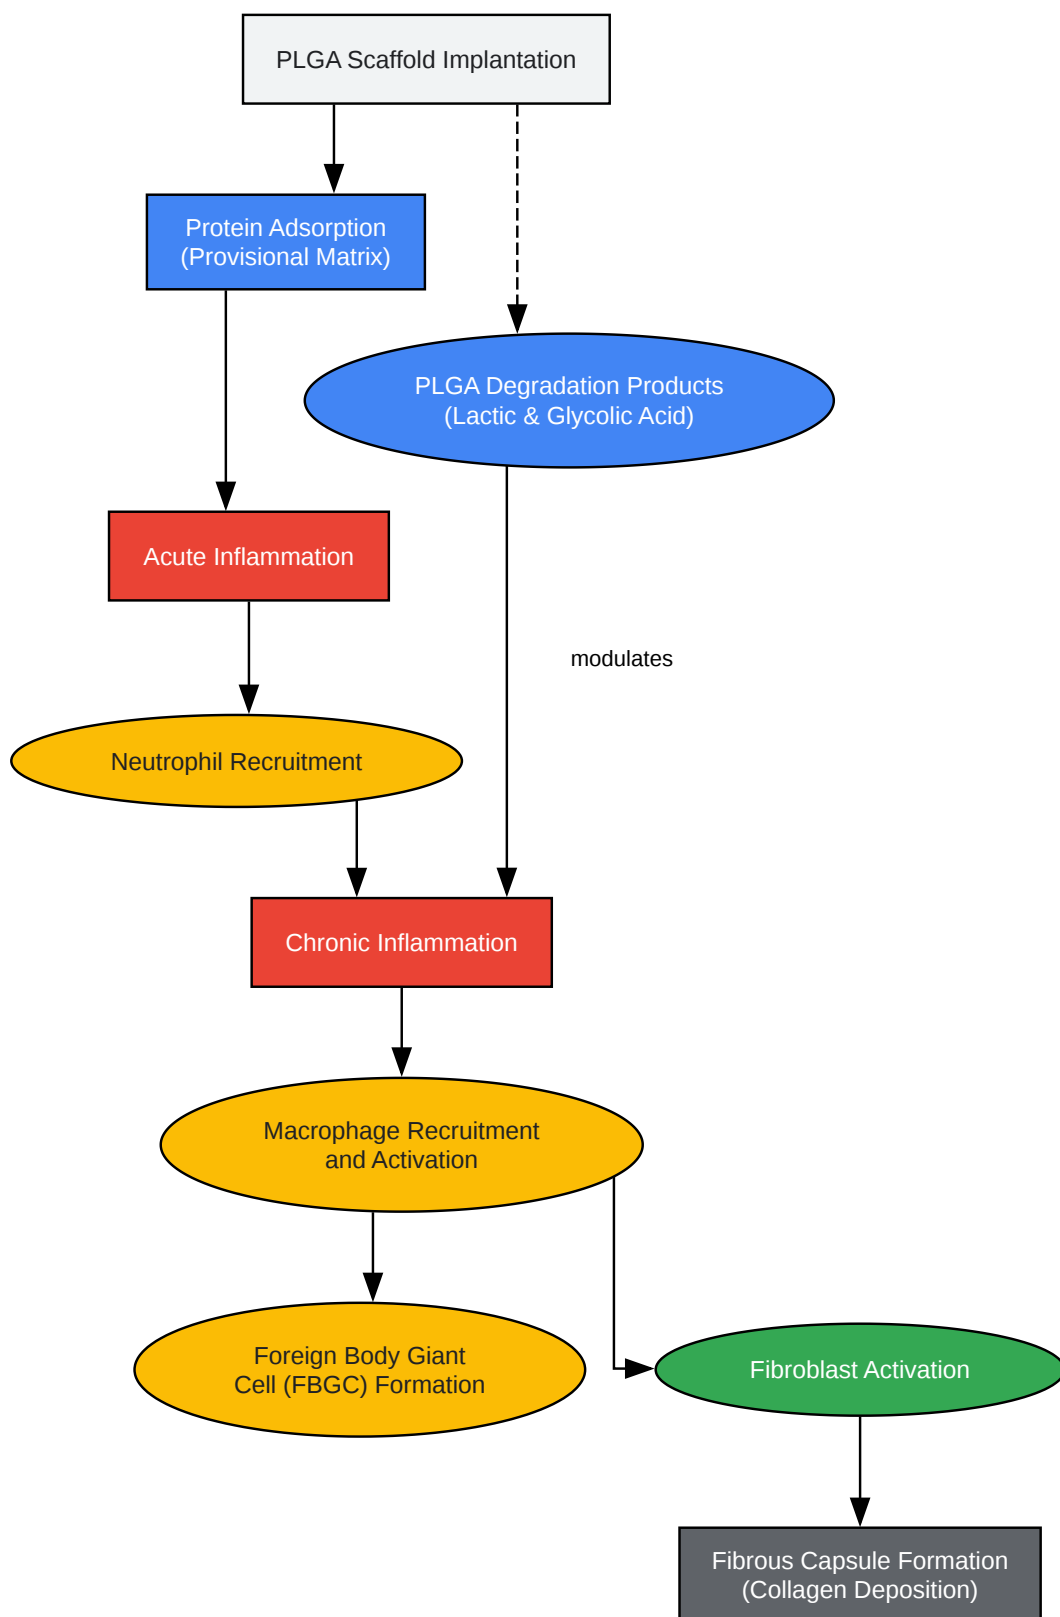 PLGA Scaffold Implantation
Protein Adsorption
(Provisional Matrix)
PLGA Degradation Products
(Lactic & Glycolic Acid)
Acute Inflammation
modulates
Neutrophil Recruitment
Chronic Inflammation
Macrophage Recruitment
and Activation
Foreign Body Giant
Cell (FBGC) Formation
Fibroblast Activation
Fibrous Capsule Formation
(Collagen Deposition)